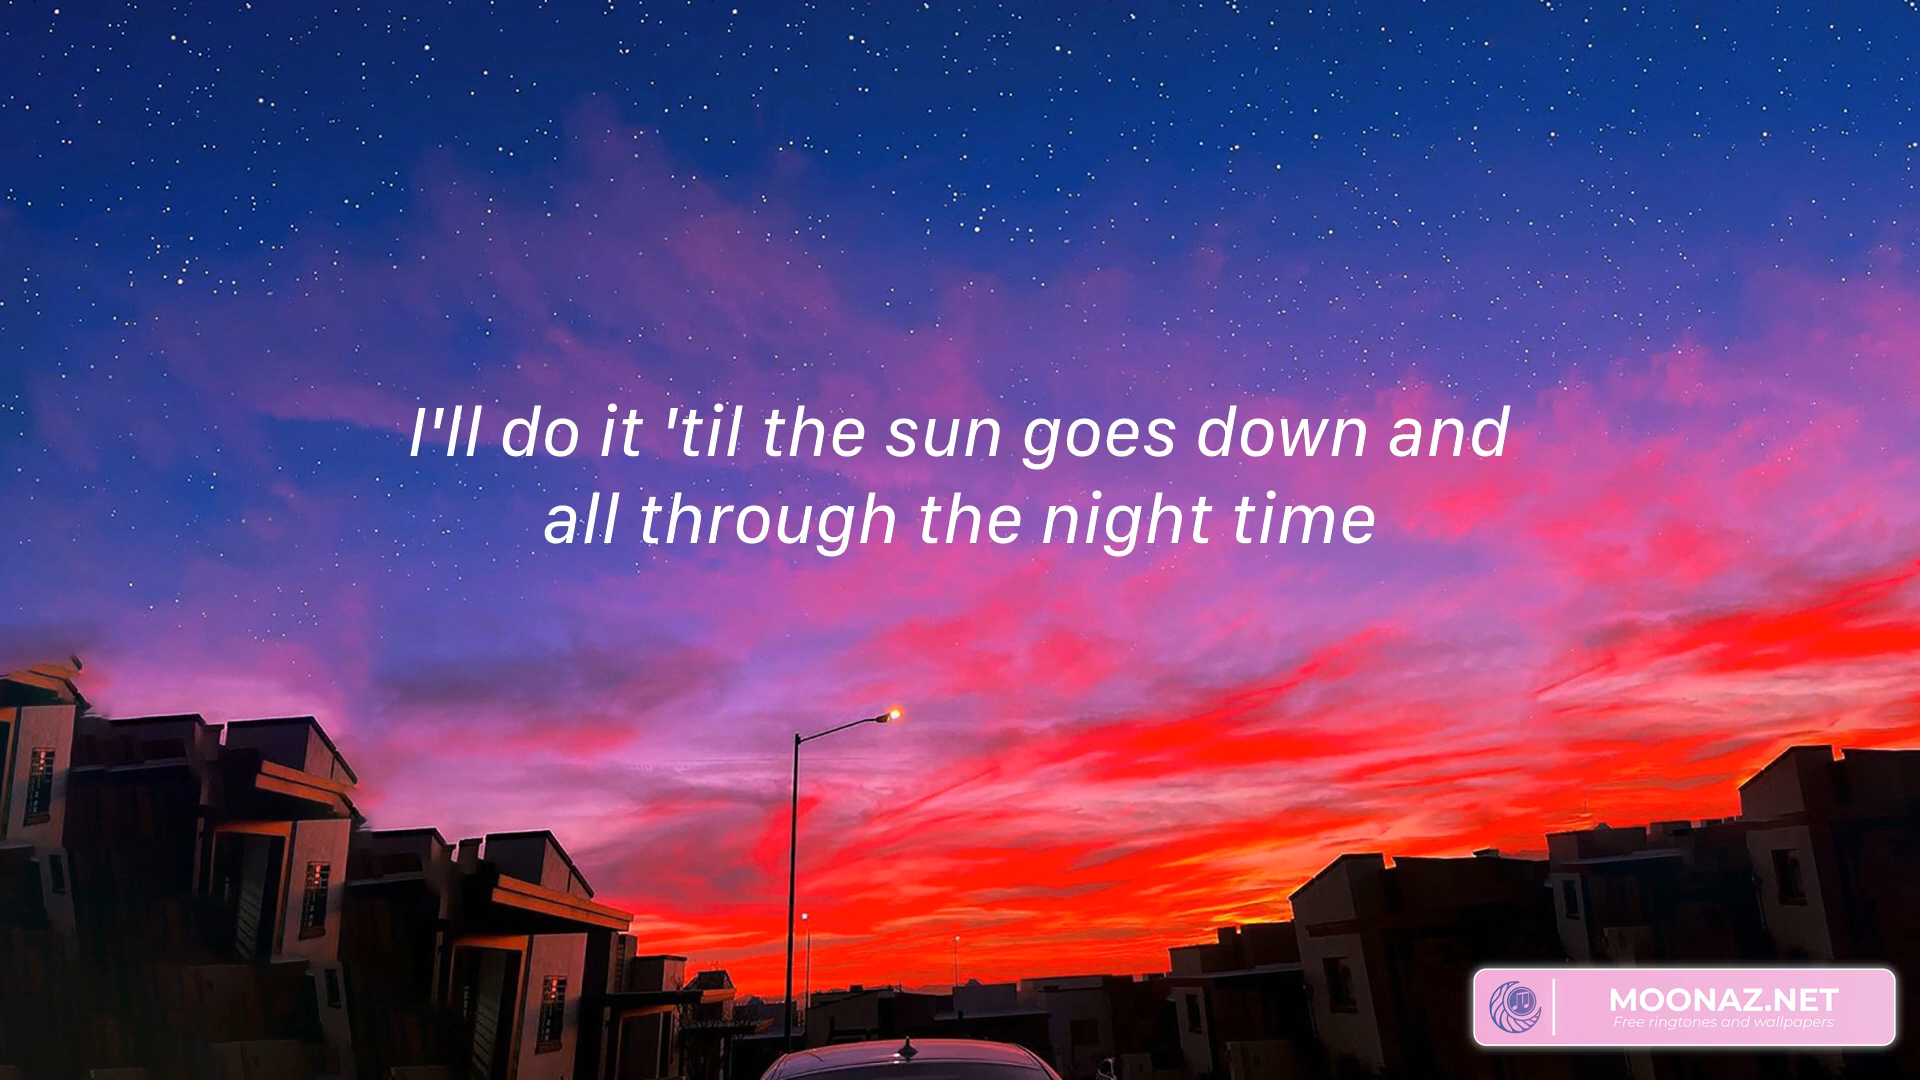 I'll do it 'til the sun goes down and
all through the night time
MOONAZ.NET
Free ringtones and wallpapers